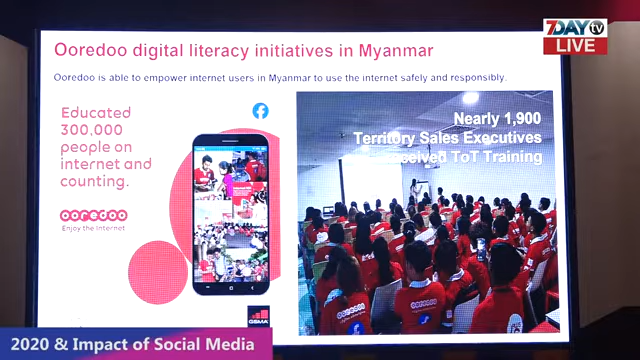 7DAY tv
LIVE
Ooredoo digital literacy initiatives in Myanmar
Ooredoo is able to empower internet users in Myanmar to use the internet safely and responsibly.
Educated
300,000
people on
internet and
counting.
ooredoo
Enjoy the Internet
Nearly 1,900
Territory Sales Executives
received ToT Training
GSMA
ooredoo
2020 & Impact of Social Media